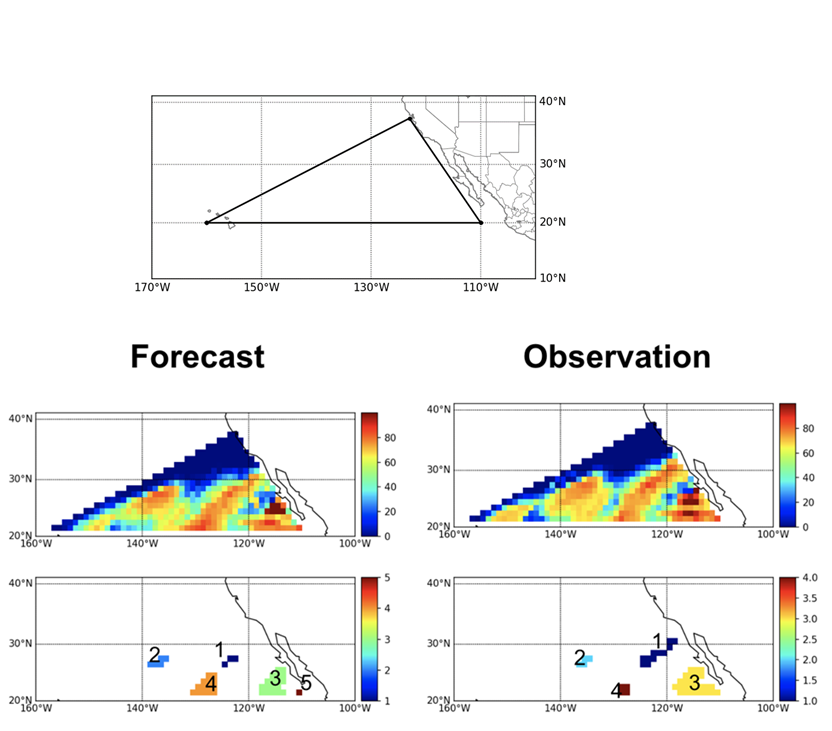 40°N
30°N
20°N
10°N
170°W 150°W 130°W 110°W
Forecast Observation
40°N
30°N
20°N
160°W 140°W 120°W 100°W
80
60
40
20
0
40°N
30°N
20°N
160°W 140°W 120°W 100°W
80
60
40
20
0
40°N
30°N
20°N
160°W 140°W 120°W 100°W
2 1 3 4 5
5
4
3
2
1
40°N
30°N
20°N
160°W 140°W 120°W 100°W
2 1 3 4
4.0
3.5
3.0
2.5
2.0
1.5
1.0